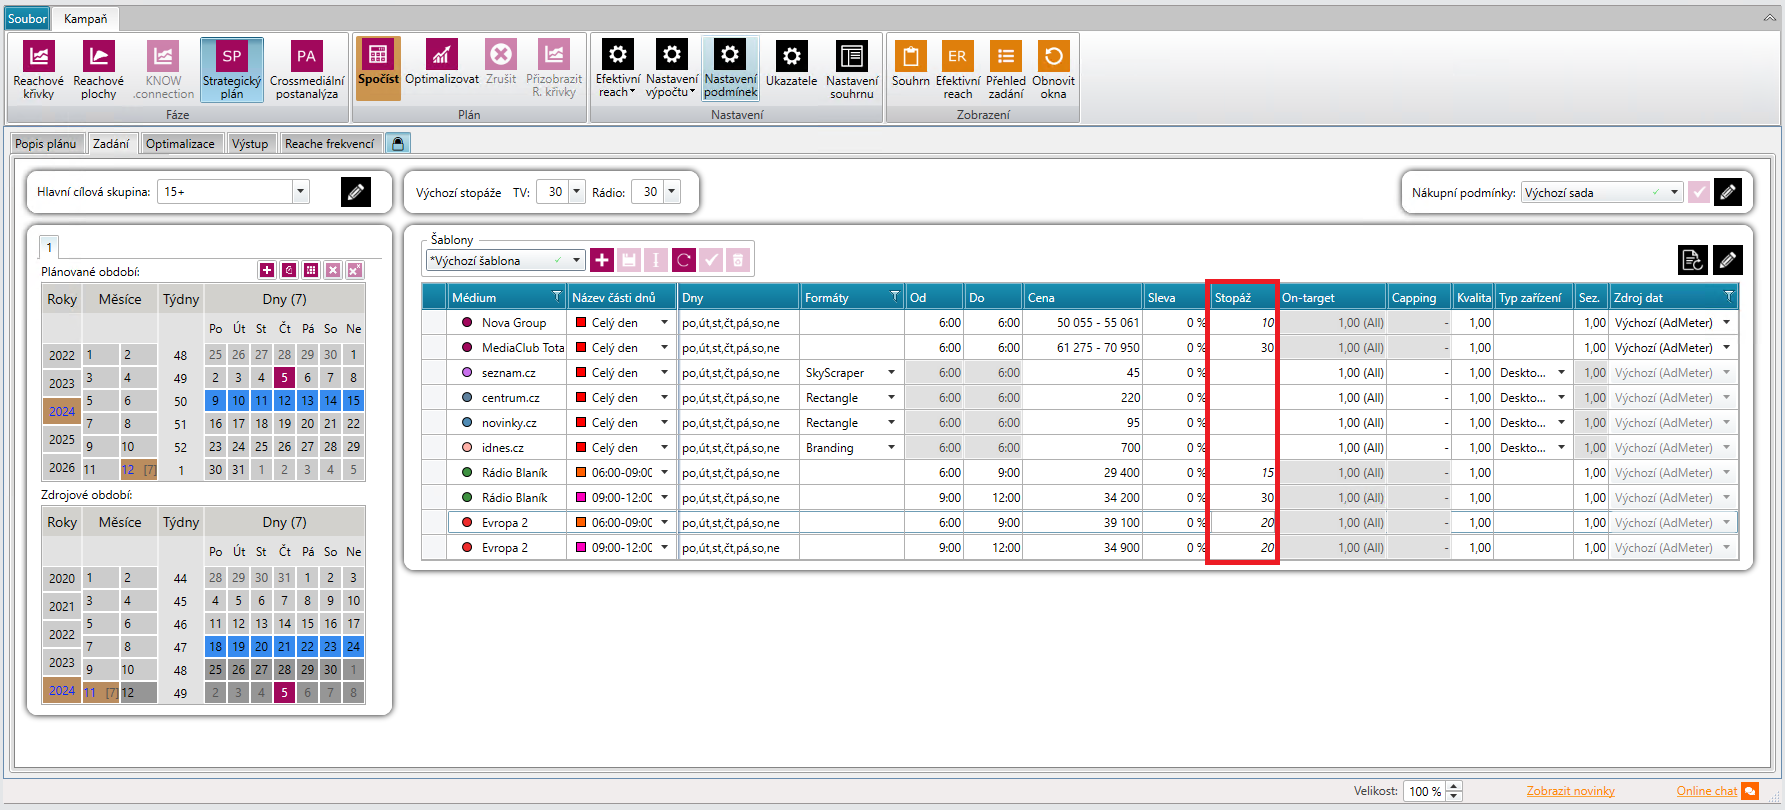 Soubor Kampaň
Reachové křivky
Reachové plochy
KNOW .connection
SP Strategický plán
PA Crossmediální postanalýza
Fáze
Spočíst
Optimalizovat
Zrušit
Přizobrazit R. křivky
Plán
Efektivní reach
Nastavení výpočtu
Nastavení podmínek
Ukazatele
Nastavení souhrnu
Nastavení
Souhrn
ER Efektivní reach
Přehled zadání
Obnovit okna
Zobrazení
Popis plánu Zadání Optimalizace Výstup Reache frekvencí
Hlavní cílová skupina: 15+
Výchozí stopáže TV: 30 Rádio: 30
Nákupní podmínky: Výchozí sada
1
Plánované období:
Roky Měsíce Týdny Dny (7)
Po Út St Čt Pá So Ne
2022 1 2 48 25 26 27 28 29 30 1
2023 3 4 49 2 3 4 5 6 7 8
2024 5 6 50 9 10 11 12 13 14 15
7 8 51 16 17 18 19 20 21 22
2025 9 10 52 23 24 25 26 27 28 29
2026 11 12 [7] 1 30 31 1 2 3 4 5
Zdrojové období:
Roky Měsíce Týdny Dny (7)
Po Út St Čt Pá So Ne
2020 1 2 44 28 29 30 31 1 2 3
2021 3 4 45 4 5 6 7 8 9 10
2022 5 6 46 11 12 13 14 15 16 17
7 8 47 18 19 20 21 22 23 24
2023 9 10 48 25 26 27 28 29 30 1
2024 11 [7] 12 49 2 3 4 5 6 7 8
Šablony
*Výchozí šablona
Médium Název části dnů Dny Formáty Od Do Cena Sleva Stopáž On-target Capping Kvalita Typ zařízení Sez. Zdroj dat
Nova Group Celý den po,út,st,čt,pá,so,ne 6:00 6:00 50 055 - 55 061 0 % 10 1,00 (All) - 1,00 1,00 Výchozí (AdMeter)
MediaClub Tota Celý den po,út,st,čt,pá,so,ne 6:00 6:00 61 275 - 70 950 0 % 30 1,00 (All) - 1,00 1,00 Výchozí (AdMeter)
seznam.cz Celý den po,út,st,čt,pá,so,ne SkyScraper 6:00 6:00 45 0 % 1,00 (All) - 1,00 Deskto... 1,00 Výchozí (AdMeter)
centrum.cz Celý den po,út,st,čt,pá,so,ne Rectangle 6:00 6:00 220 0 % 1,00 (All) - 1,00 Deskto... 1,00 Výchozí (AdMeter)
novinky.cz Celý den po,út,st,čt,pá,so,ne Rectangle 6:00 6:00 95 0 % 1,00 (All) - 1,00 Deskto... 1,00 Výchozí (AdMeter)
idnes.cz Celý den po,út,st,čt,pá,so,ne Branding 6:00 6:00 700 0 % 1,00 (All) - 1,00 Deskto... 1,00 Výchozí (AdMeter)
Rádio Blaník 06:00-09:00 po,út,st,čt,pá,so,ne 6:00 9:00 29 400 0 % 15 1,00 (All) - 1,00 1,00 Výchozí (AdMeter)
Rádio Blaník 09:00-12:00 po,út,st,čt,pá,so,ne 9:00 12:00 34 200 0 % 30 1,00 (All) - 1,00 1,00 Výchozí (AdMeter)
Evropa 2 06:00-09:00 po,út,st,čt,pá,so,ne 6:00 9:00 39 100 0 % 20 1,00 (All) - 1,00 1,00 Výchozí (AdMeter)
Evropa 2 09:00-12:00 po,út,st,čt,pá,so,ne 9:00 12:00 34 900 0 % 20 1,00 (All) - 1,00 1,00 Výchozí (AdMeter)
Velikost: 100 % Zobrazit novinky Online chat